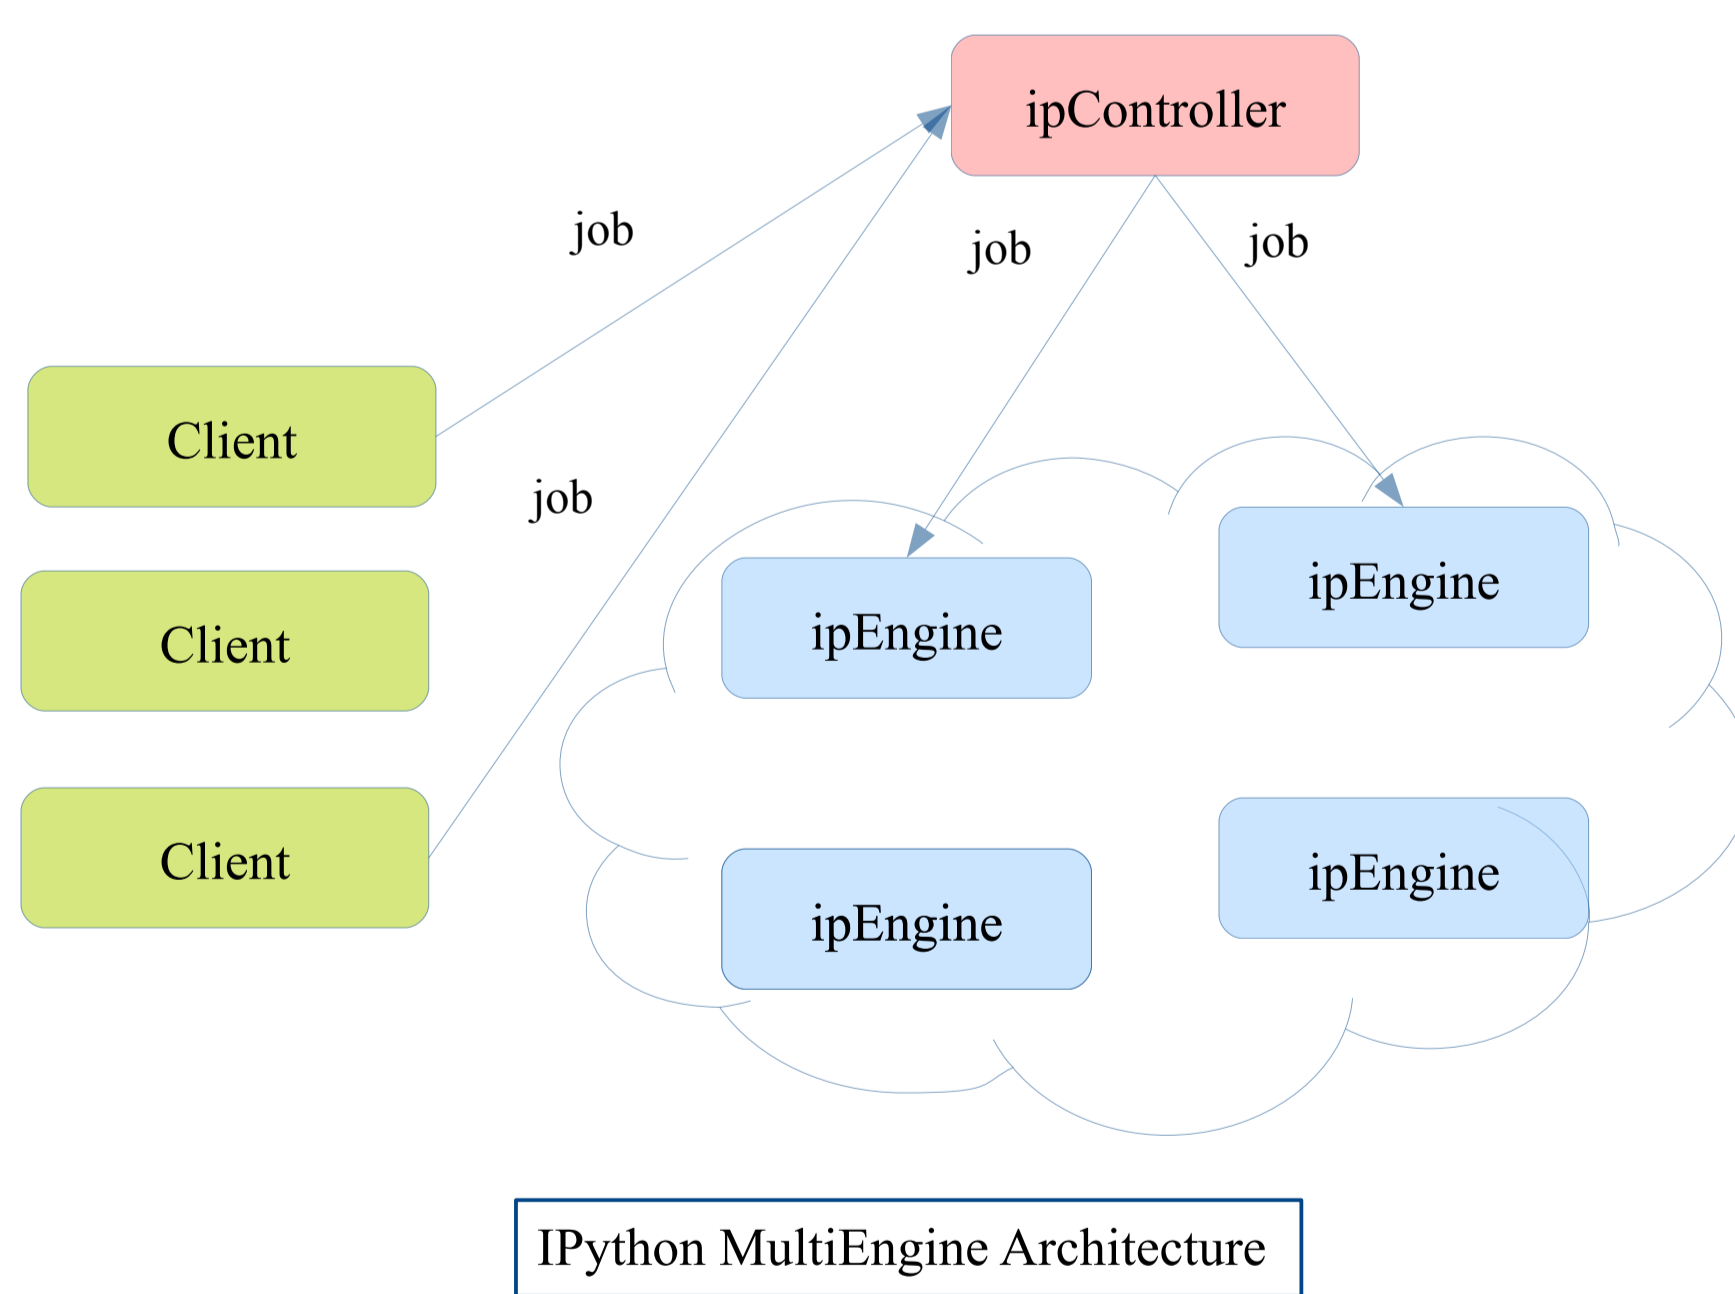 ipController
job
job
job
Client
job
ipEngine
ipEngine
Client
Client
ipEngine
ipEngine
IPython MultiEngine Architecture